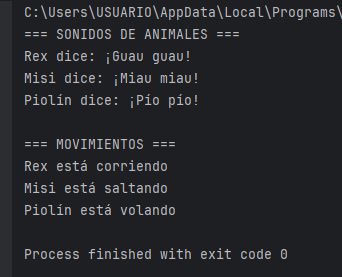 C:\Users\USUARIO\AppData\Local\Programs\
=== SONIDOS DE ANIMALES ===
Rex dice: ¡Guau guau!
Misi dice: ¡Miau miau!
Piolín dice: ¡Pío pío!
=== MOVIMIENTOS ===
Rex está corriendo
Misi está saltando
Piolín está volando
Process finished with exit code 0